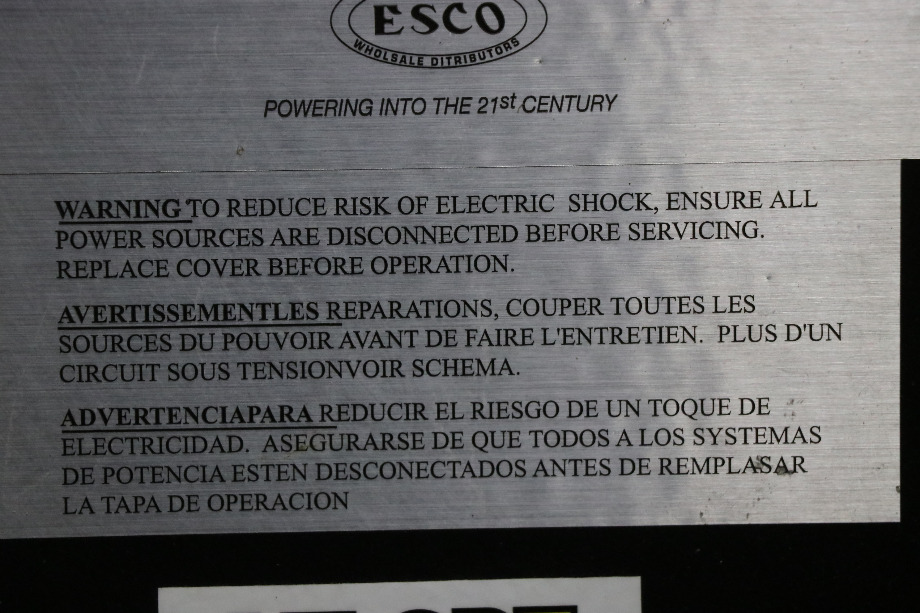 ESCO
WHOLSALE DITRIBUTORS
POWERING INTO THE 21st CENTURY
WARNING TO REDUCE RISK OF ELECTRIC SHOCK, ENSURE ALL
POWER SOURCES ARE DISCONNECTED BEFORE SERVICING.
REPLACE COVER BEFORE OPERATION.
AVERTISSEMENTLES REPARATIONS, COUPER TOUTES LES
SOURCES DU POUVOIR AVANT DE FAIRE L'ENTRETIEN. PLUS D'UN
CIRCUIT SOUS TENSIONVOIR SCHEMA.
ADVERTENCIAPARA REDUCIR EL RIESGO DE UN TOQUE DE
ELECTRICIDAD. ASEGURARSE DE QUE TODOS A LOS SYSTEMAS
DE POTENCIA ESTEN DESCONECTADOS ANTES DE REMPLASAR
LA TAPA DE OPERACION